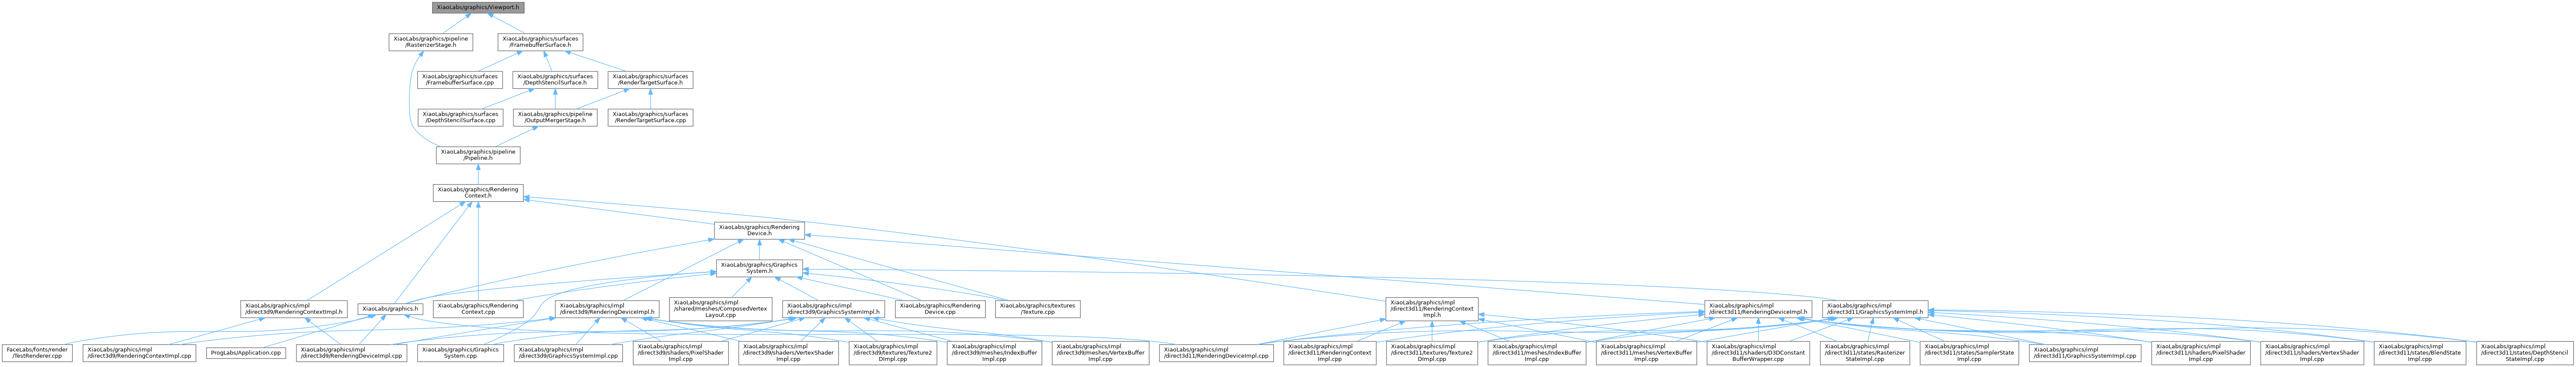 XiaoLabs/graphics/Viewport.h
XiaoLabs/graphics/pipeline
/RasterizerStage.h
XiaoLabs/graphics/surfaces
/FramebufferSurface.h
XiaoLabs/graphics/surfaces
/FramebufferSurface.cpp
XiaoLabs/graphics/surfaces
/DepthStencilSurface.h
XiaoLabs/graphics/surfaces
/RenderTargetSurface.h
XiaoLabs/graphics/surfaces
/DepthStencilSurface.cpp
XiaoLabs/graphics/pipeline
/OutputMergerStage.h
XiaoLabs/graphics/surfaces
/RenderTargetSurface.cpp
XiaoLabs/graphics/pipeline
/Pipeline.h
XiaoLabs/graphics/Rendering
Context.h
XiaoLabs/graphics/Rendering
Device.h
XiaoLabs/graphics/Graphics
System.h
XiaoLabs/graphics/impl
/direct3d9/RenderingContextImpl.h
XiaoLabs/graphics.h
XiaoLabs/graphics/Rendering
Context.cpp
XiaoLabs/graphics/impl
/direct3d9/RenderingDeviceImpl.h
XiaoLabs/graphics/impl
/shared/meshes/ComposedVertex
Layout.cpp
XiaoLabs/graphics/impl
/direct3d9/GraphicsSystemImpl.h
XiaoLabs/graphics/Rendering
Device.cpp
XiaoLabs/graphics/textures
/Texture.cpp
XiaoLabs/graphics/impl
/direct3d11/RenderingContext
Impl.h
XiaoLabs/graphics/impl
/direct3d11/RenderingDeviceImpl.h
XiaoLabs/graphics/impl
/direct3d11/GraphicsSystemImpl.h
FaceLabs/fonts/render
/TestRenderer.cpp
XiaoLabs/graphics/impl
/direct3d9/RenderingContextImpl.cpp
ProgLabs/Application.cpp
XiaoLabs/graphics/impl
/direct3d9/RenderingDeviceImpl.cpp
XiaoLabs/graphics/Graphics
System.cpp
XiaoLabs/graphics/impl
/direct3d9/GraphicsSystemImpl.cpp
XiaoLabs/graphics/impl
/direct3d9/shaders/PixelShader
Impl.cpp
XiaoLabs/graphics/impl
/direct3d9/shaders/VertexShader
Impl.cpp
XiaoLabs/graphics/impl
/direct3d9/textures/Texture2
DImpl.cpp
XiaoLabs/graphics/impl
/direct3d9/meshes/IndexBuffer
Impl.cpp
XiaoLabs/graphics/impl
/direct3d9/meshes/VertexBuffer
Impl.cpp
XiaoLabs/graphics/impl
/direct3d11/RenderingDeviceImpl.cpp
XiaoLabs/graphics/impl
/direct3d11/RenderingContext
Impl.cpp
XiaoLabs/graphics/impl
/direct3d11/textures/Texture2
DImpl.cpp
XiaoLabs/graphics/impl
/direct3d11/meshes/IndexBuffer
Impl.cpp
XiaoLabs/graphics/impl
/direct3d11/meshes/VertexBuffer
Impl.cpp
XiaoLabs/graphics/impl
/direct3d11/shaders/D3DConstant
BufferWrapper.cpp
XiaoLabs/graphics/impl
/direct3d11/states/Rasterizer
StateImpl.cpp
XiaoLabs/graphics/impl
/direct3d11/states/SamplerState
Impl.cpp
XiaoLabs/graphics/impl
/direct3d11/GraphicsSystemImpl.cpp
XiaoLabs/graphics/impl
/direct3d11/shaders/PixelShader
Impl.cpp
XiaoLabs/graphics/impl
/direct3d11/shaders/VertexShader
Impl.cpp
XiaoLabs/graphics/impl
/direct3d11/states/BlendState
Impl.cpp
XiaoLabs/graphics/impl
/direct3d11/states/DepthStencil
StateImpl.cpp